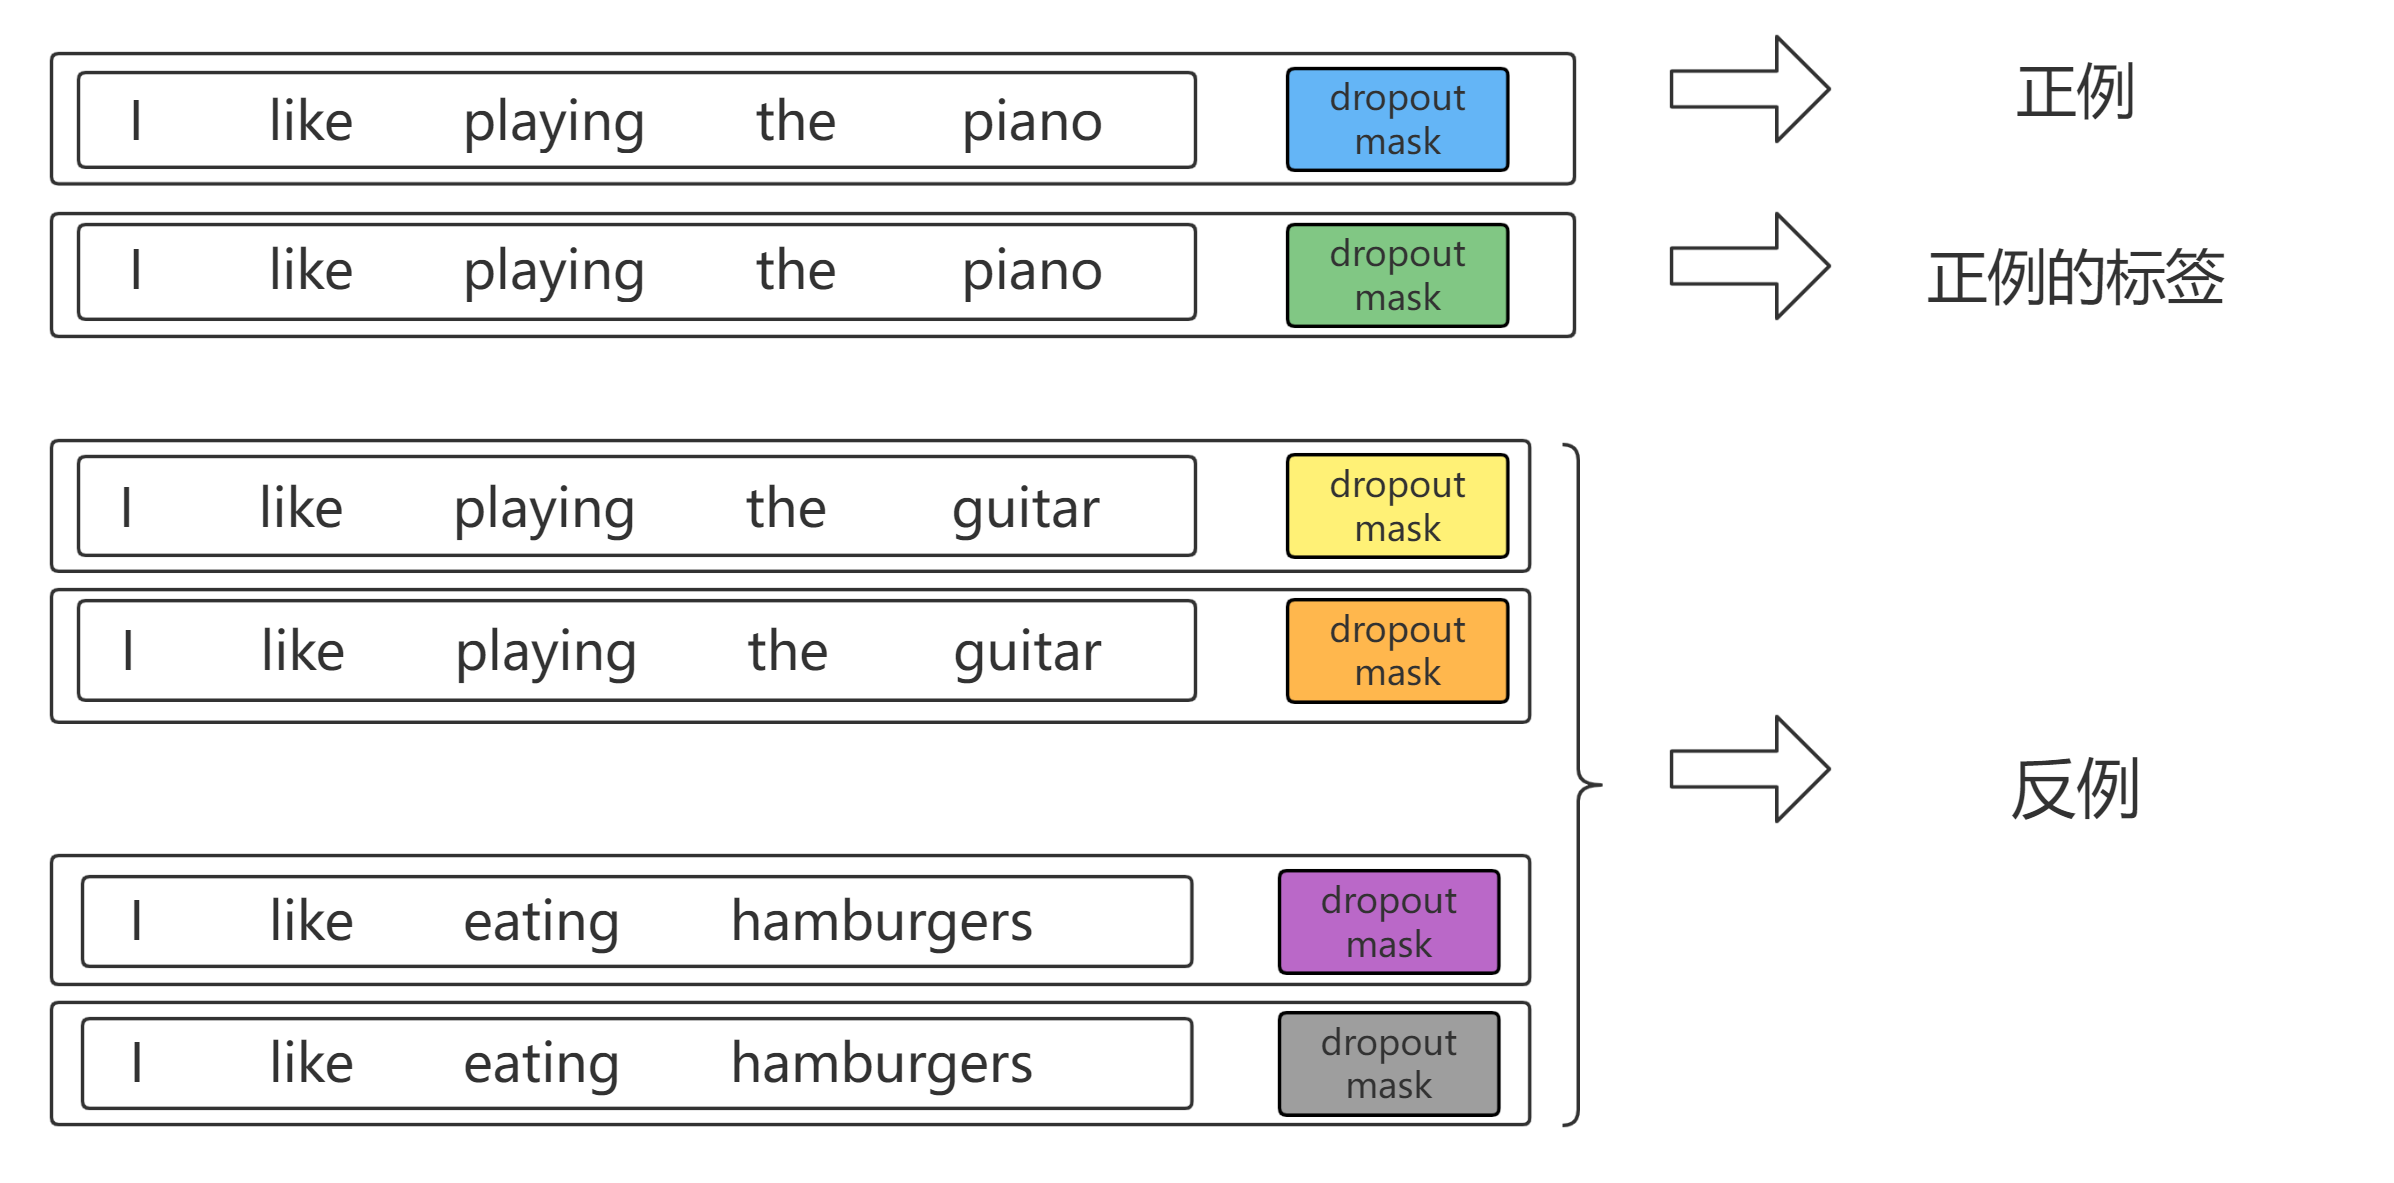 I like playing the piano
dropout
mask
正例
I like playing the piano
dropout
mask
正例的标签
I like playing the guitar
dropout
mask
I like playing the guitar
dropout
mask
反例
I like eating hamburgers
dropout
mask
I like eating hamburgers
dropout
mask